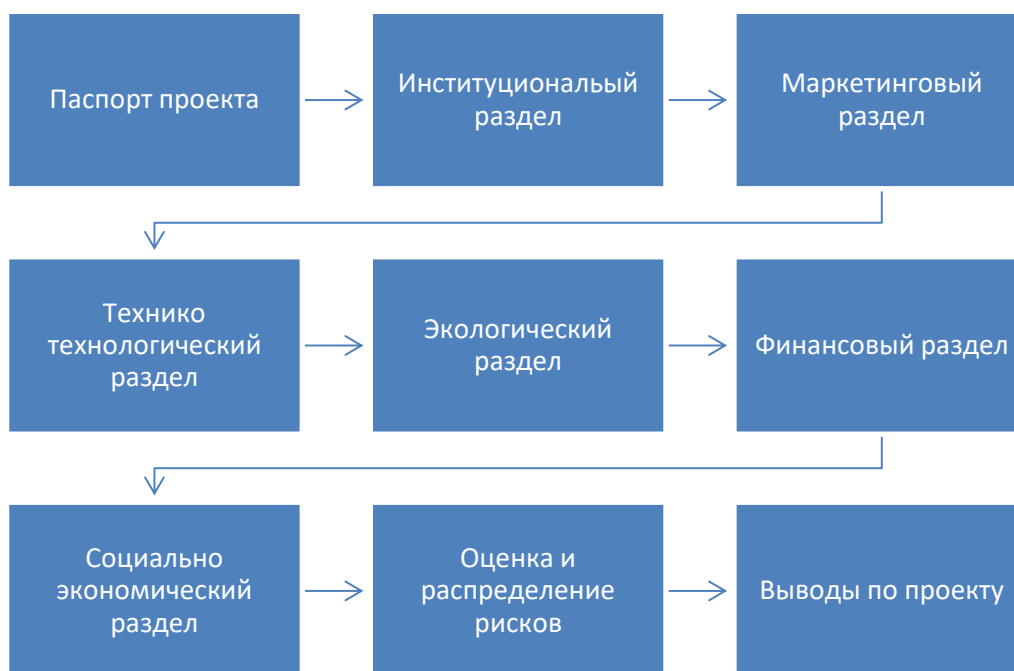 Паспорт проекта
Институциональый
раздел
Маркетинговый
раздел
Технико
технологический
раздел
Экологический
раздел
Финансовый раздел
Социально
экономический
раздел
Оценка и
распределение
рисков
Выводы по проекту